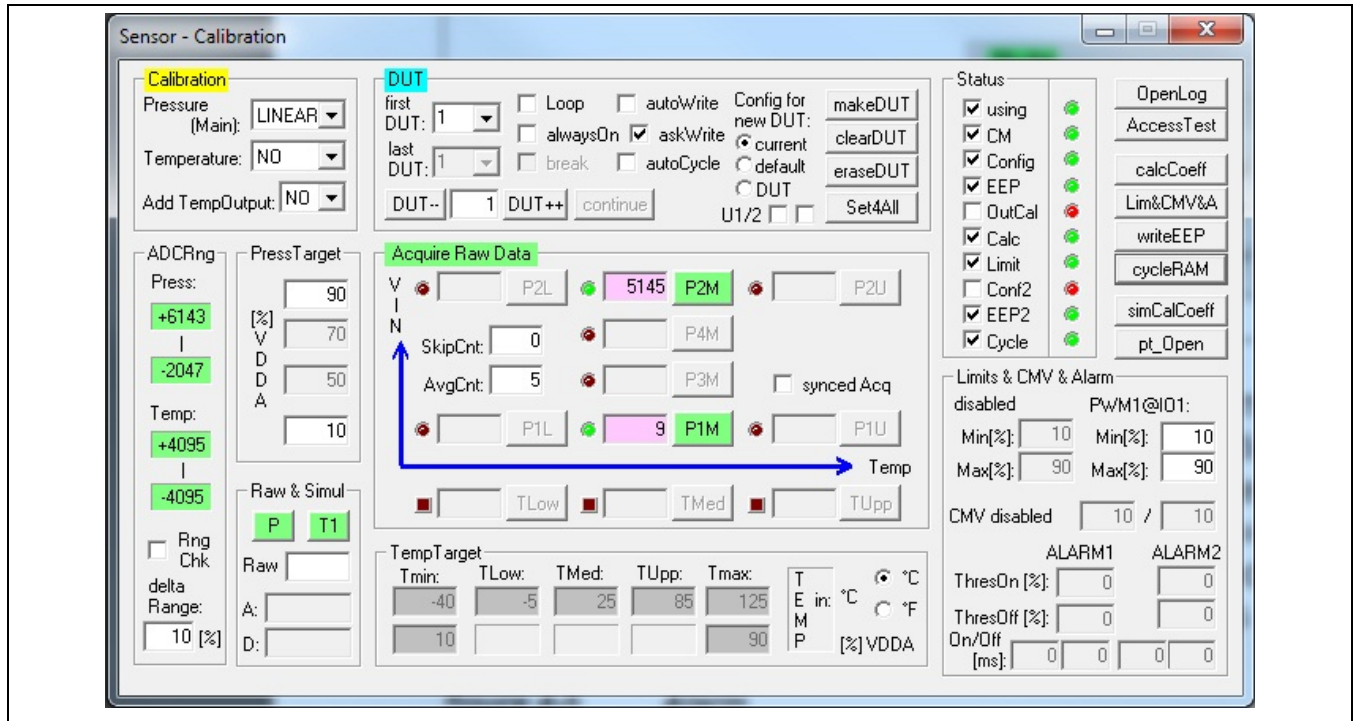 Sensor - Calibration
Calibration
Pressure
(Main): LINEAR
Temperature: NO
Add TempOutput: NO
DUT
first
DUT: 1
last
DUT: 1
Loop autoWrite
alwaysOn askWrite
break autoCycle
Config for
new DUT:
current
default
DUT
U1/2
makeDUT
clearDUT
eraseDUT
Set4All
DUT-- 1 DUT++ continue
Status
using
CM
Config
EEP
OutCal
Calc
Limit
Conf2
EEP2
Cycle
OpenLog
AccessTest
calcCoeff
Lim&CMV&A
writeEEP
cycleRAM
simCalCoeff
pt_Open
ADCRng
Press:
+6143
|
-2047
Temp:
+4095
|
-4095
Rng
Chk
delta
Range:
10 [%]
PressTarget
[%]
V
D
D
A
90
70
50
10
Raw & Simul
P T1
Raw
A:
D:
Acquire Raw Data
V
I
N
P2L 5145 P2M P2U
SkipCnt: 0 P4M
AvgCnt: 5 P3M synced Acq
P1L 9 P1M P1U
Temp
TLow TMed TUpp
TempTarget
Tmin: TLow: TMed: TUpp: Tmax:
-40 -5 25 85 125
10 90
T
E
M
P
in: °C
°C
°F
[%] VDDA
Limits & CMV & Alarm
disabled PWM1@IO1:
Min[%]: 10 Min[%]: 10
Max[%]: 90 Max[%]: 90
CMV disabled 10 / 10
ALARM1 ALARM2
ThresOn [%]: 0 0
ThresOff [%]: 0 0
On/Off
[ms]: 0 0 0 0